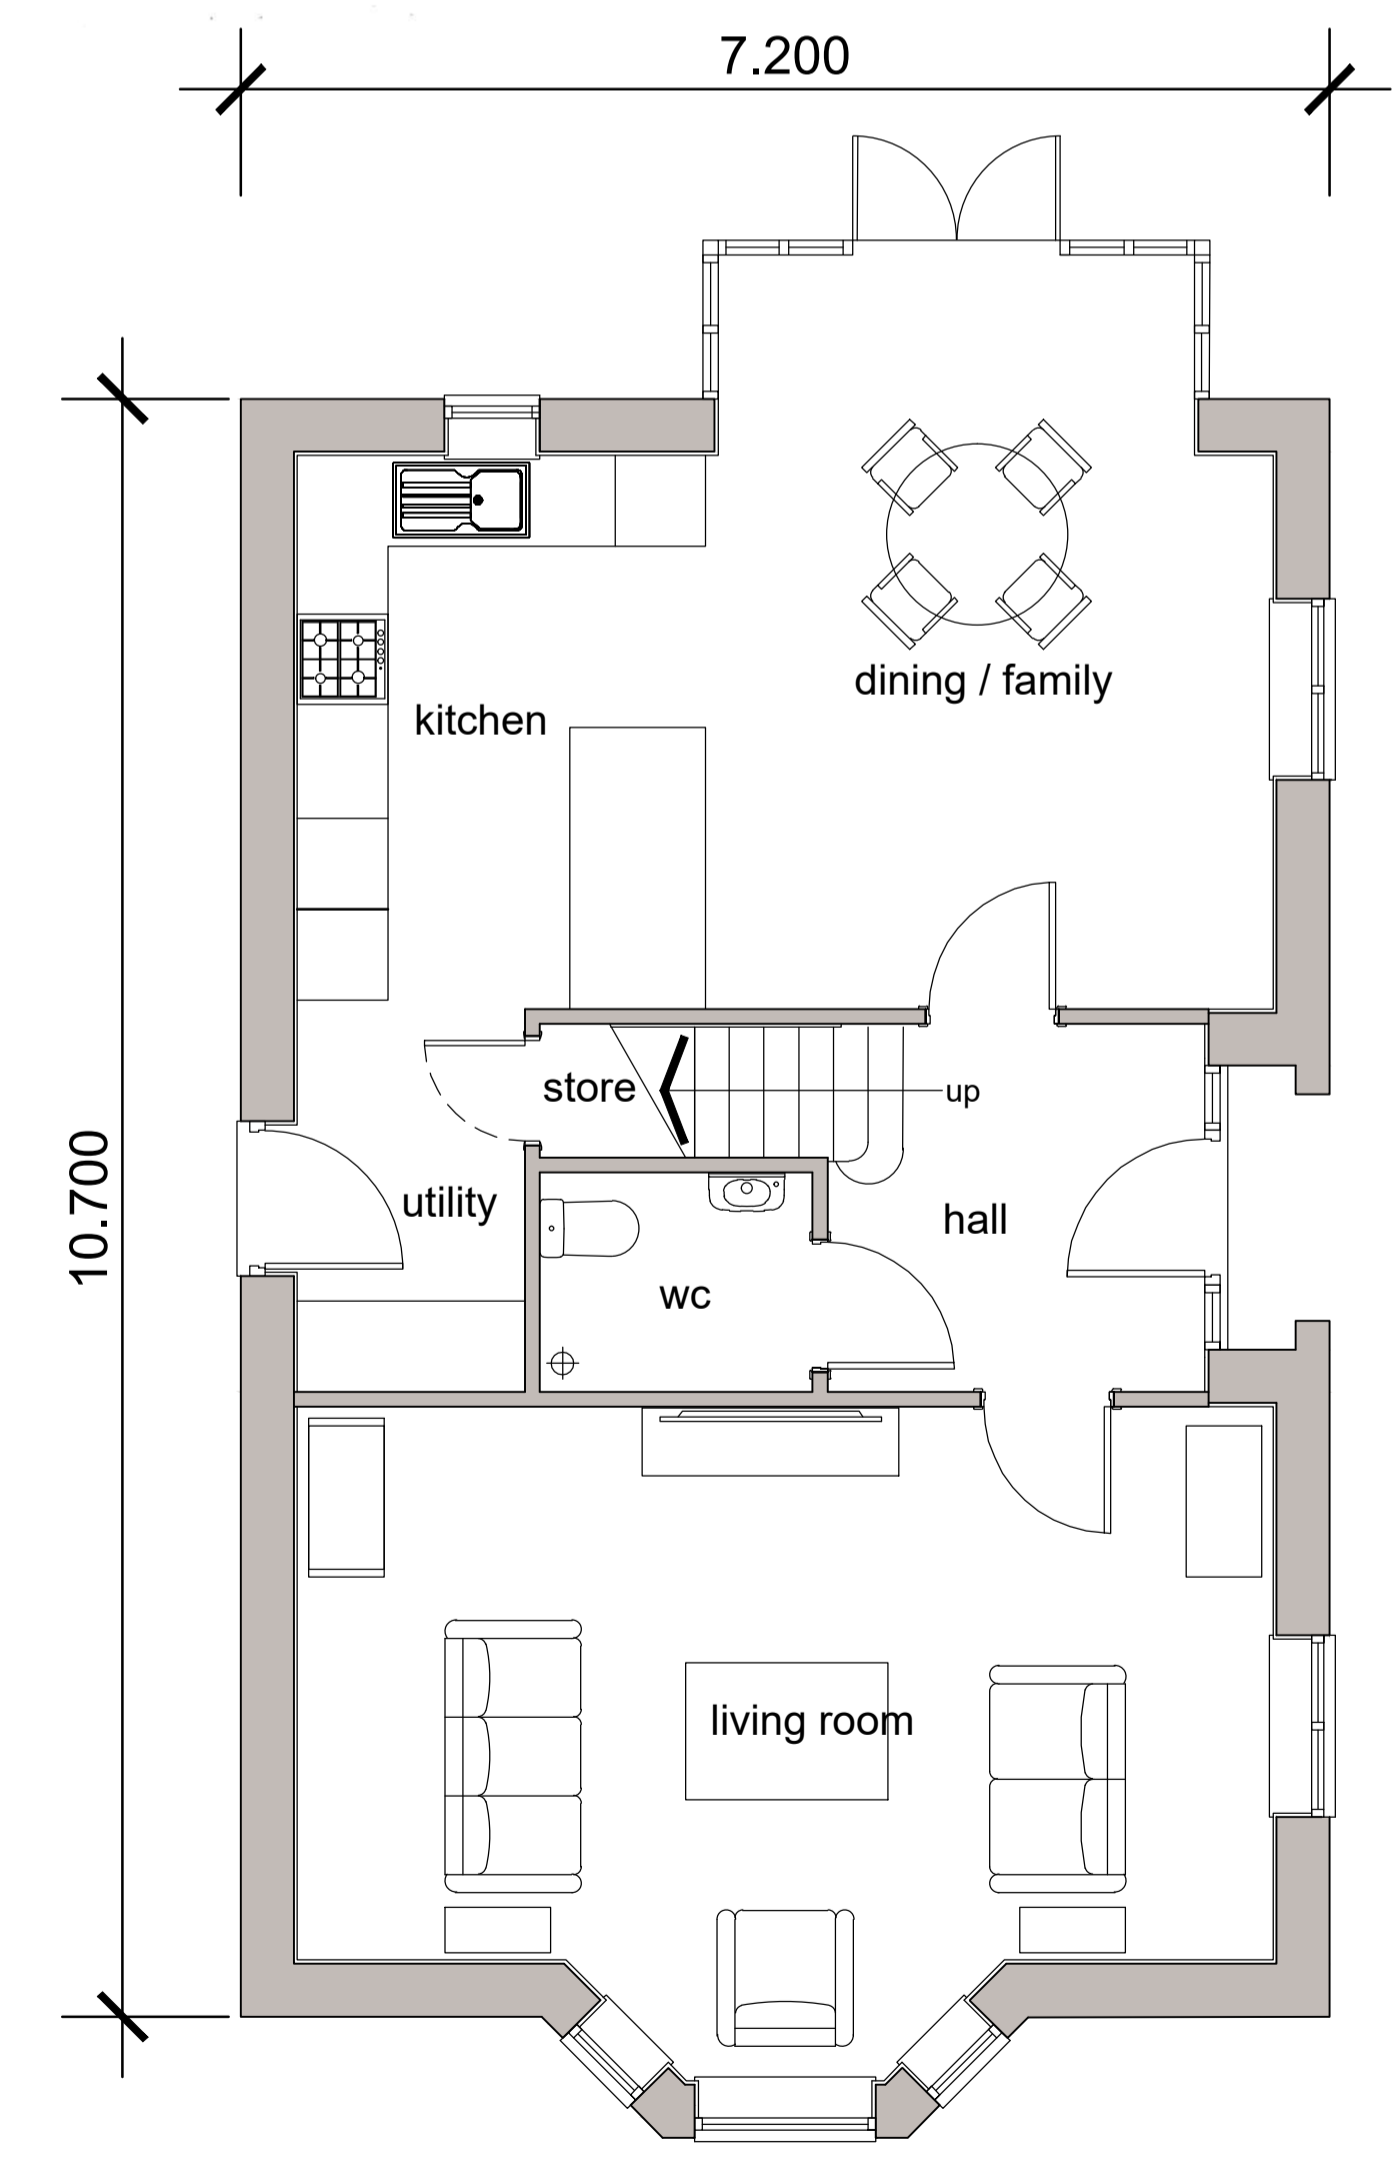 7.200
dining / family
kitchen
store
up
10.700
utility
hall
wc
living room